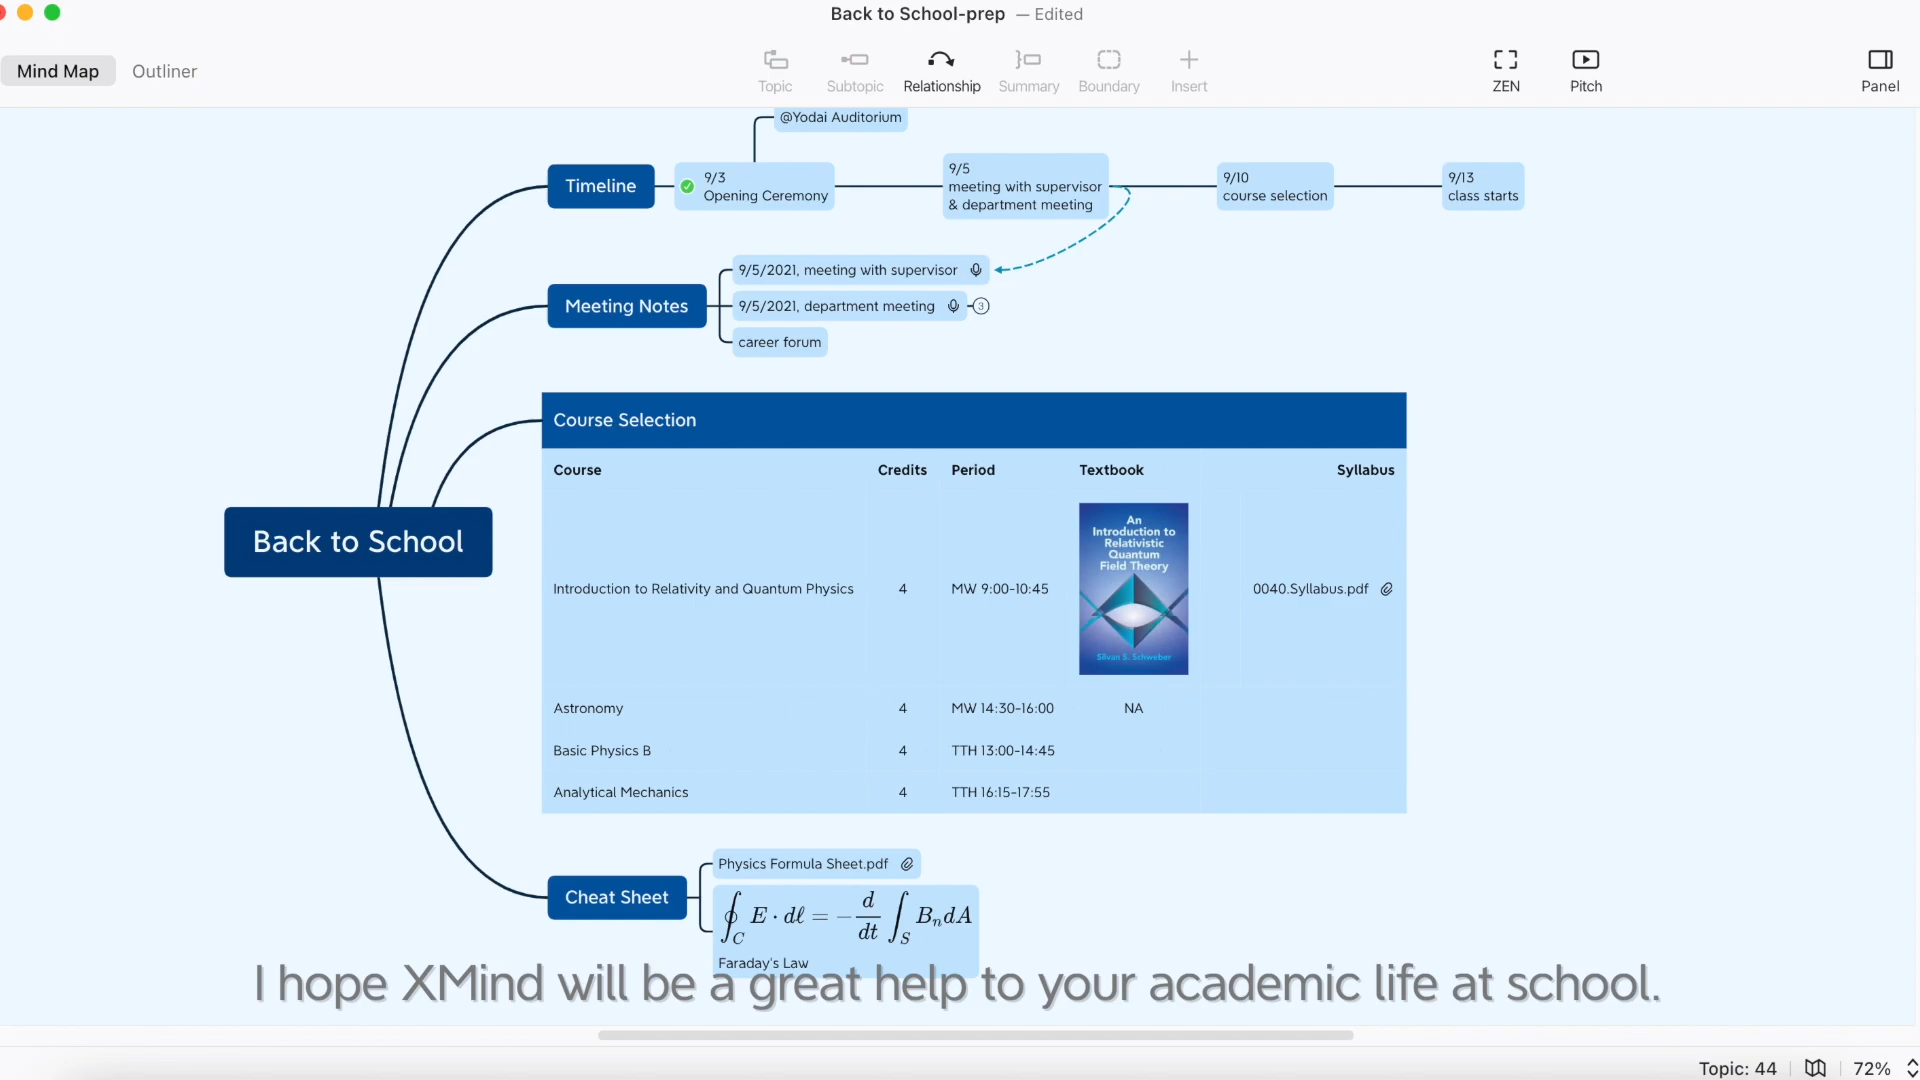 Back to School-prep — Edited
Mind Map
Outliner
Topic
Subtopic
Relationship
Summary
Boundary
Insert
ZEN
Pitch
Panel
@Yodai Auditorium
Timeline
9/3
Opening Ceremony
9/5
meeting with supervisor
& department meeting
9/10
course selection
9/13
class starts
Meeting Notes
9/5/2021, meeting with supervisor
9/5/2021, department meeting
3
career forum
Back to School
Course Selection
Course Credits Period Textbook Syllabus
An
Introduction to
Relativistic
Quantum
Field Theory
Silvan S. Schweber
Introduction to Relativity and Quantum Physics 4 MW 9:00-10:45 0040.Syllabus.pdf
Astronomy 4 MW 14:30-16:00 NA
Basic Physics B 4 TTH 13:00-14:45
Analytical Mechanics 4 TTH 16:15-17:55
Cheat Sheet
Physics Formula Sheet.pdf
∮_C E · dℓ = − d/dt ∫_S B_n dA
Faraday's Law
I hope XMind will be a great help to your academic life at school.
Topic: 44
72%